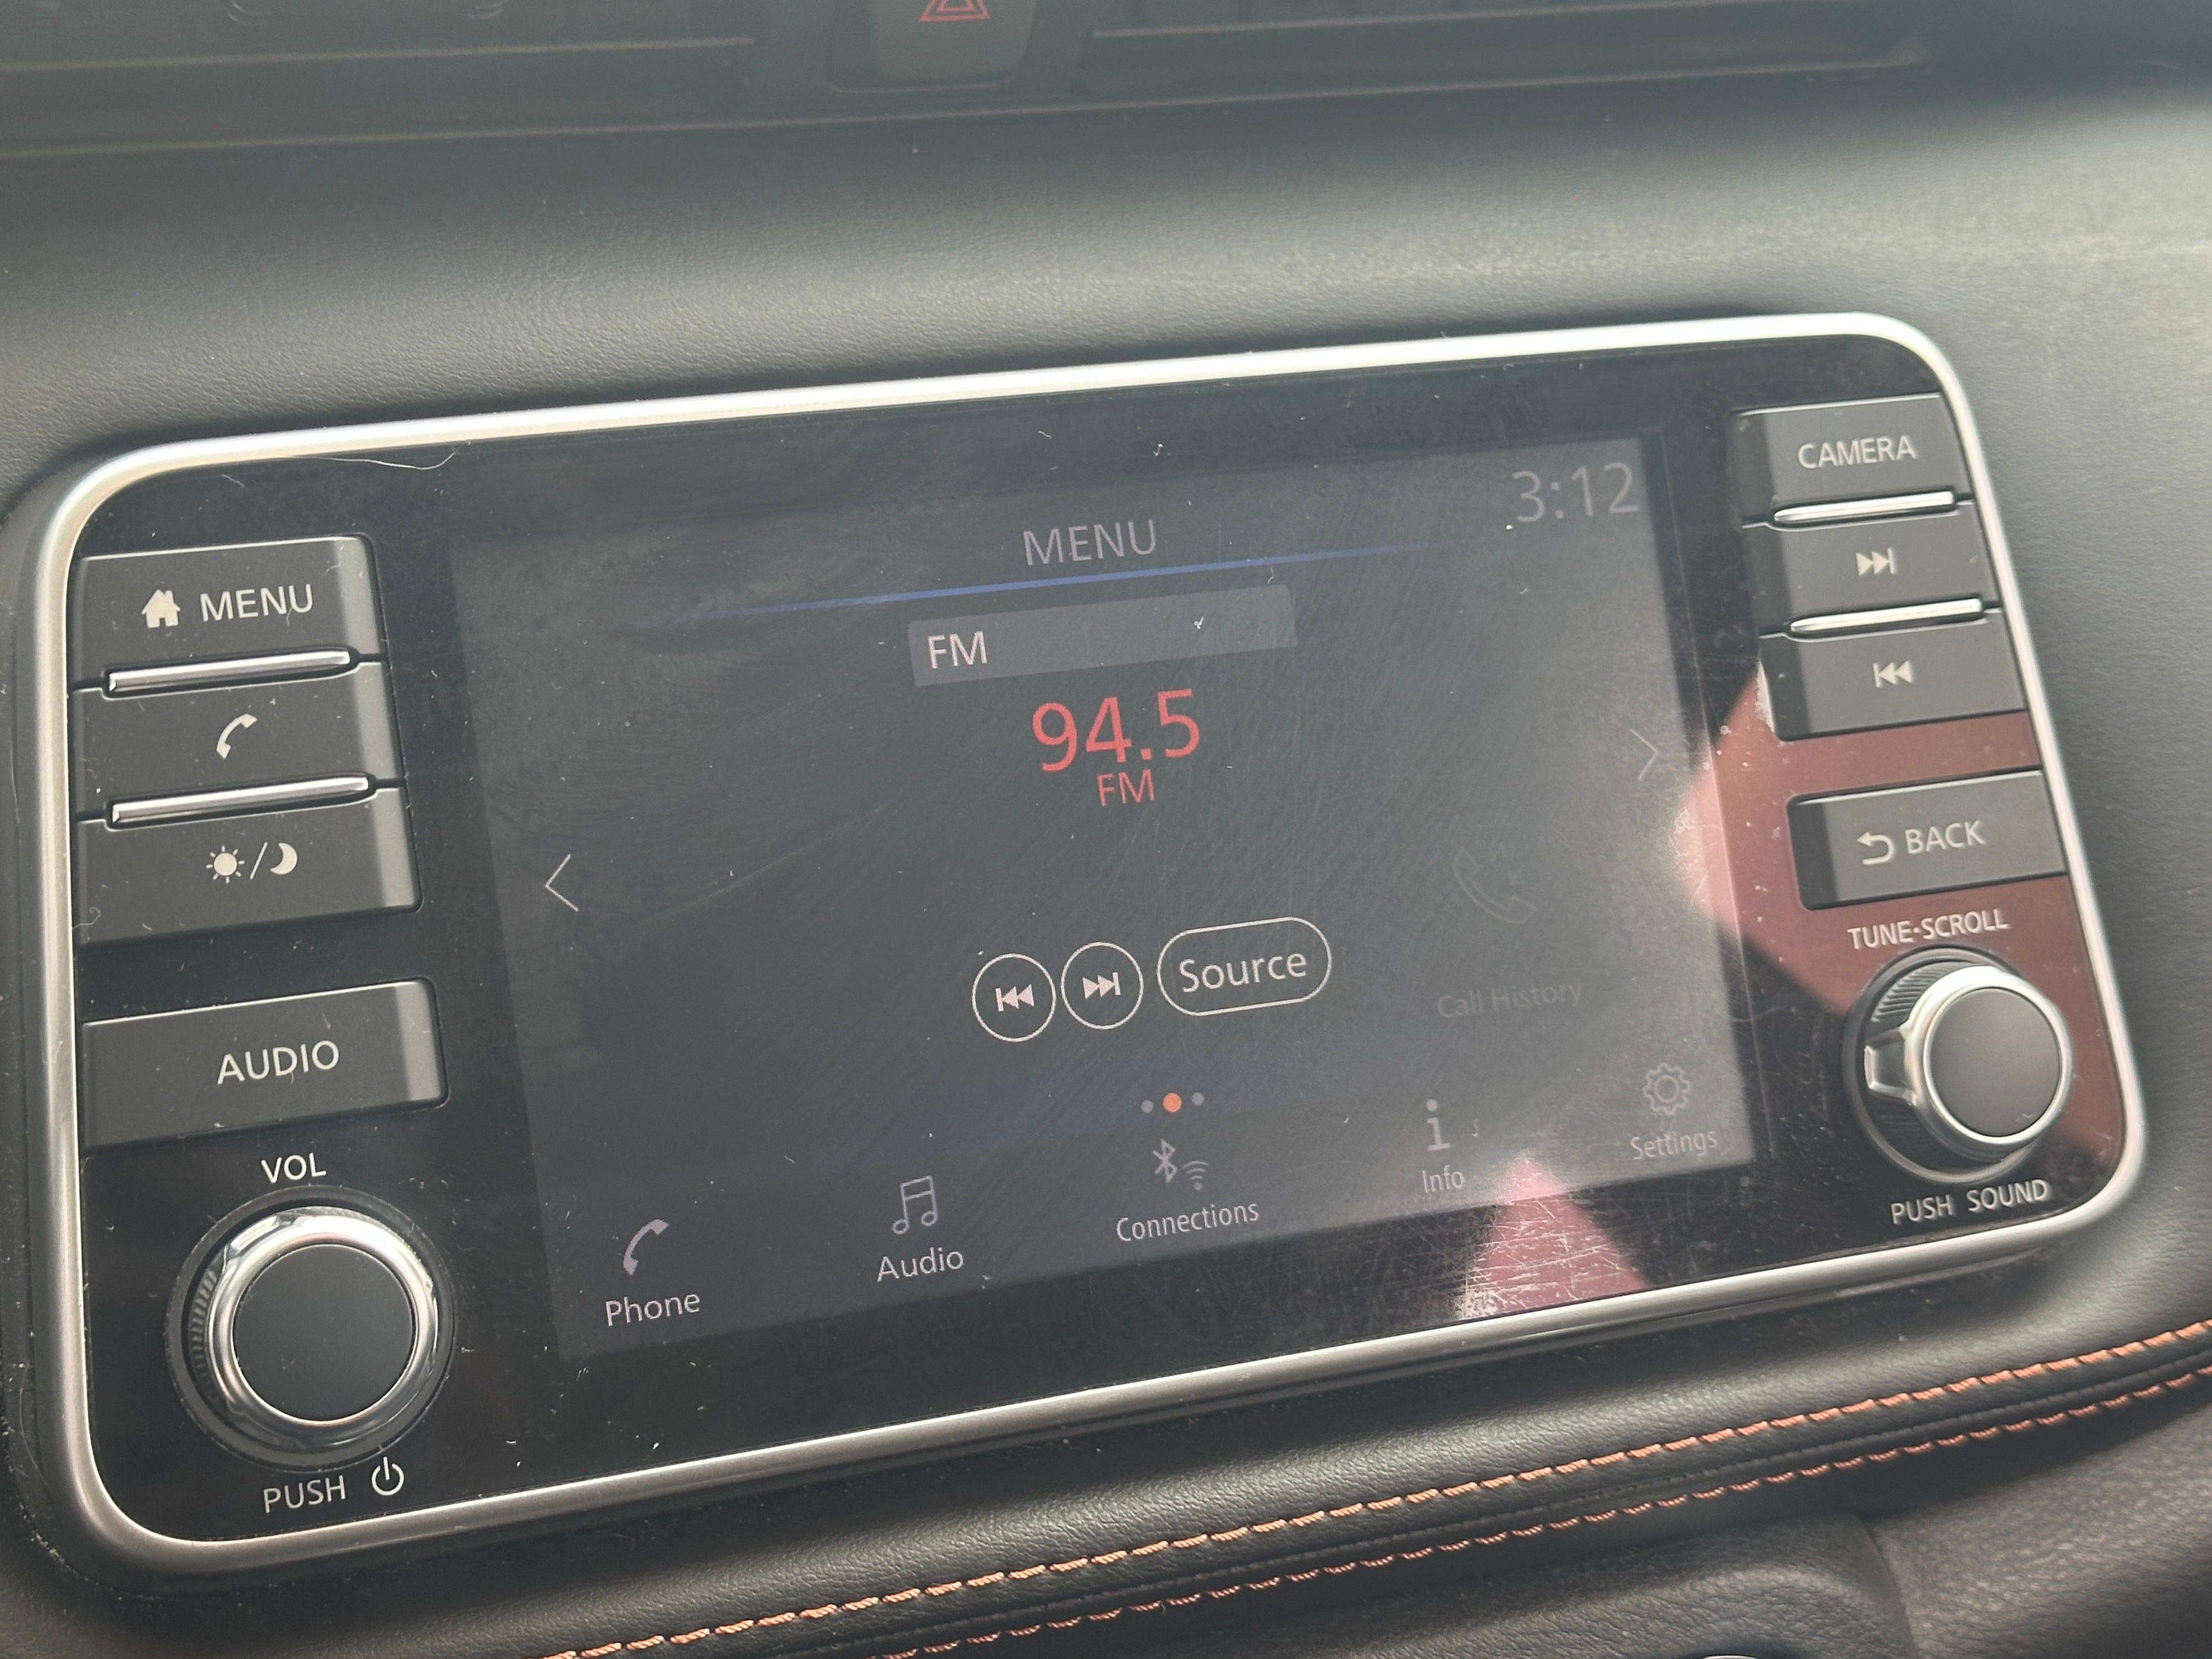 MENU
AUDIO
VOL
PUSH
MENU
3:12
FM
94.5
FM
Source
Call History
Phone
Audio
Connections
Info
Settings
CAMERA
BACK
TUNE·SCROLL
PUSH SOUND